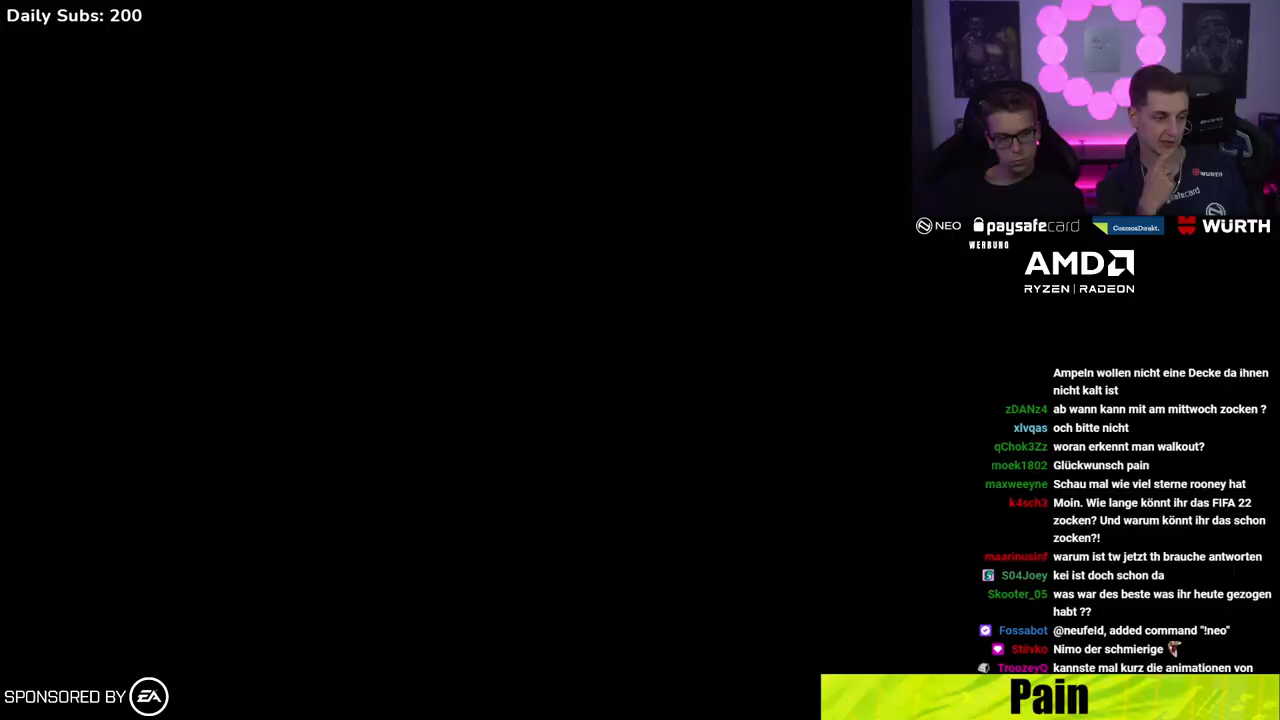 Daily Subs: 200
WÜRTH
safecard
NEO
paysafecard
CosmosDirekt.
WÜRTH
WERBUNG
AMD
RYZEN | RADEON
Ampeln wollen nicht eine Decke da ihnen
nicht kalt ist
zDANz4 ab wann kann mit am mittwoch zocken ?
xlvqas och bitte nicht
qChok3Zz woran erkennt man walkout?
moek1802 Glückwunsch pain
maxweeyne Schau mal wie viel sterne rooney hat
k4sch3 Moin. Wie lange könnt ihr das FIFA 22
zocken? Und warum könnt ihr das schon
zocken?!
maarinusinf warum ist tw jetzt th brauche antworten
S04Joey kei ist doch schon da
Skooter_05 was war des beste was ihr heute gezogen
habt ??
Fossabot @neufeld, added command "!neo"
Stiivko Nimo der schmierige
TroozeyQ kannste mal kurz die animationen von
SPONSORED BY EA
Pain